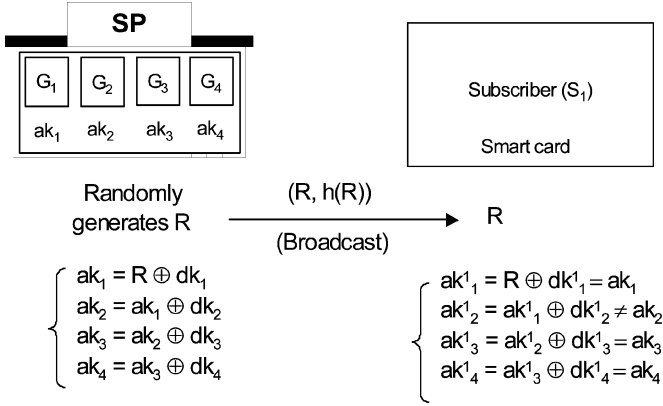 SP
G₁ G₂ G₃ G₄
ak₁ ak₂ ak₃ ak₄
Subscriber (S₁)
Smart card
Randomly
generates R
(R, h(R))
(Broadcast)
R
ak₁ = R ⊕ dk₁
ak₂ = ak₁ ⊕ dk₂
ak₃ = ak₂ ⊕ dk₃
ak₄ = ak₃ ⊕ dk₄
ak¹₁ = R ⊕ dk¹₁ = ak₁
ak¹₂ = ak¹₁ ⊕ dk¹₂ ≠ ak₂
ak¹₃ = ak¹₂ ⊕ dk¹₃ = ak₃
ak¹₄ = ak¹₃ ⊕ dk¹₄ = ak₄